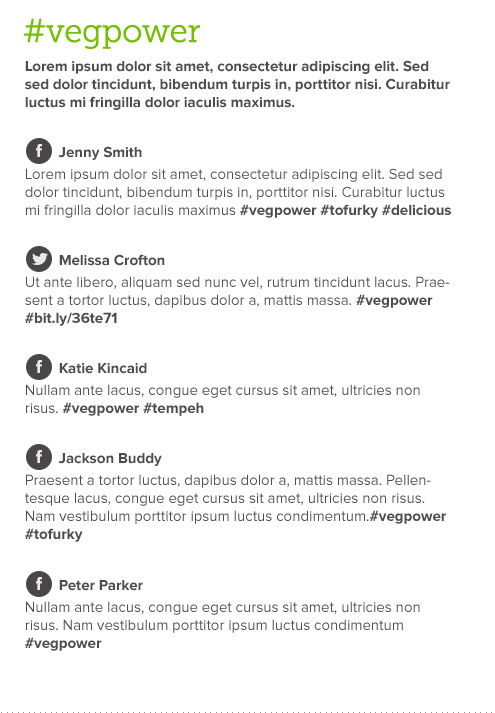 #vegpower
Lorem ipsum dolor sit amet, consectetur adipiscing elit. Sed
sed dolor tincidunt, bibendum turpis in, porttitor nisi. Curabitur
luctus mi fringilla dolor iaculis maximus.
Jenny Smith
Lorem ipsum dolor sit amet, consectetur adipiscing elit. Sed sed
dolor tincidunt, bibendum turpis in, porttitor nisi. Curabitur luctus
mi fringilla dolor iaculis maximus #vegpower #tofurky #delicious
Melissa Crofton
Ut ante libero, aliquam sed nunc vel, rutrum tincidunt lacus. Prae-
sent a tortor luctus, dapibus dolor a, mattis massa. #vegpower
#bit.ly/36te71
Katie Kincaid
Nullam ante lacus, congue eget cursus sit amet, ultricies non
risus. #vegpower #tempeh
Jackson Buddy
Praesent a tortor luctus, dapibus dolor a, mattis massa. Pellen-
tesque lacus, congue eget cursus sit amet, ultricies non risus.
Nam vestibulum porttitor ipsum luctus condimentum.#vegpower
#tofurky
Peter Parker
Nullam ante lacus, congue eget cursus sit amet, ultricies non
risus. Nam vestibulum porttitor ipsum luctus condimentum
#vegpower